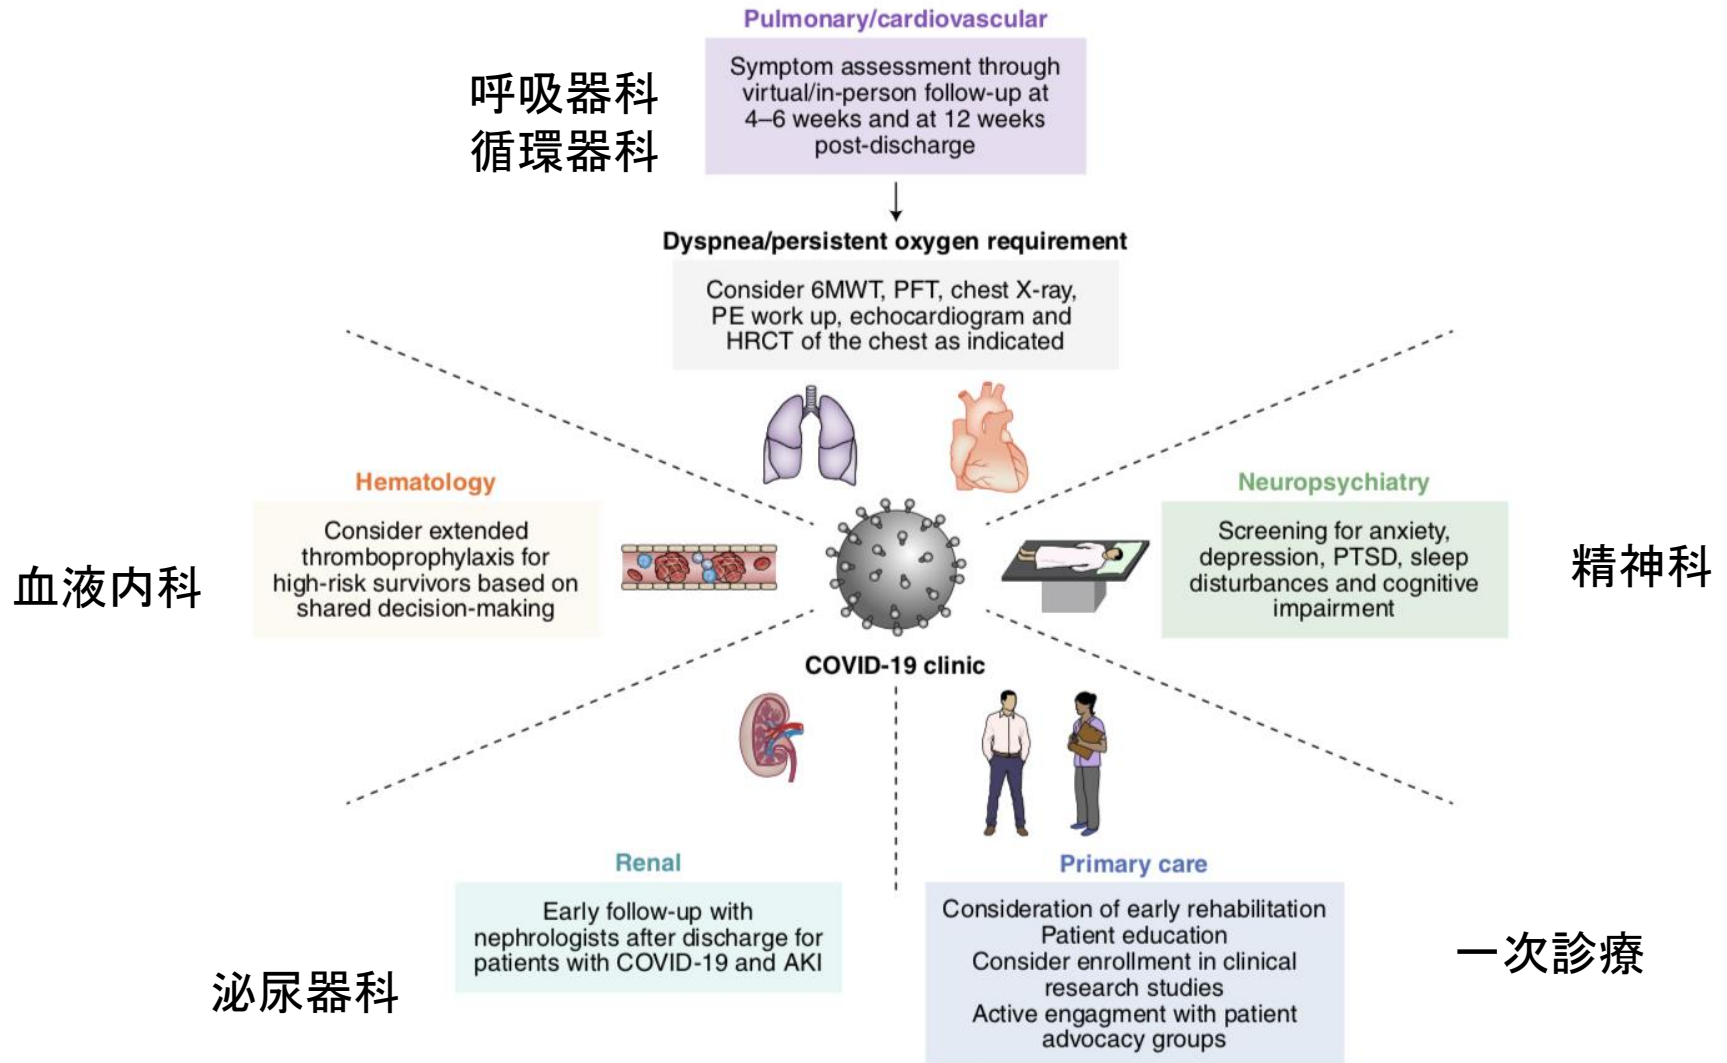 Pulmonary/cardiovascular
呼吸器科
循環器科
Symptom assessment through
virtual/in-person follow-up at
4–6 weeks and at 12 weeks
post-discharge
Dyspnea/persistent oxygen requirement
Consider 6MWT, PFT, chest X-ray,
PE work up, echocardiogram and
HRCT of the chest as indicated
血液内科
Hematology
Consider extended
thromboprophylaxis for
high-risk survivors based on
shared decision-making
Neuropsychiatry
Screening for anxiety,
depression, PTSD, sleep
disturbances and cognitive
impairment
精神科
COVID-19 clinic
泌尿器科
Renal
Early follow-up with
nephrologists after discharge for
patients with COVID-19 and AKI
Primary care
Consideration of early rehabilitation
Patient education
Consider enrollment in clinical
research studies
Active engagment with patient
advocacy groups
一次診療